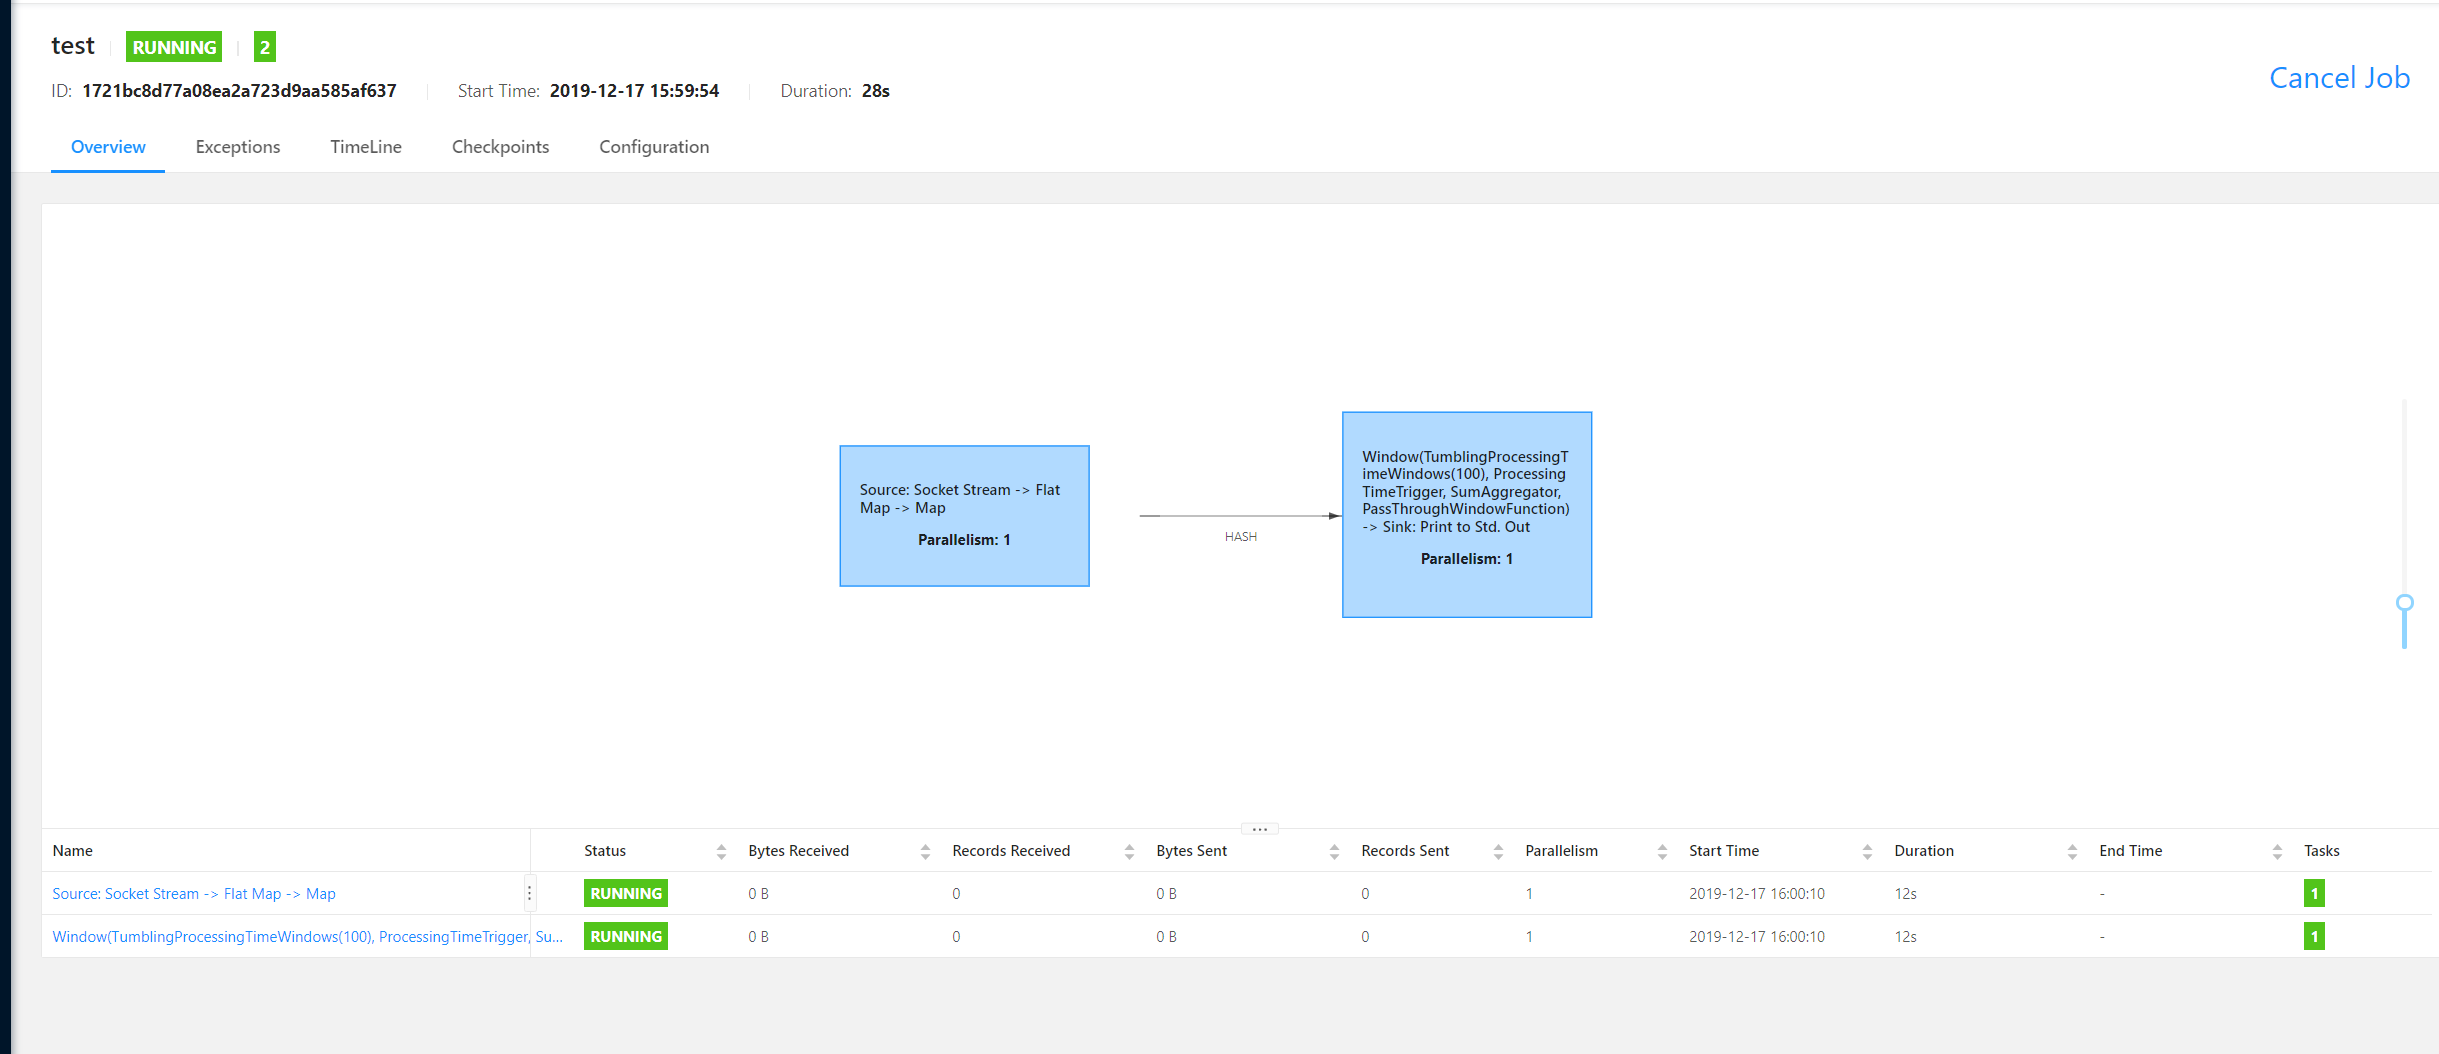 test RUNNING 2
ID: 1721bc8d77a08ea2a723d9aa585af637 Start Time: 2019-12-17 15:59:54 Duration: 28s
Cancel Job
Overview Exceptions TimeLine Checkpoints Configuration
Source: Socket Stream -> Flat
Map -> Map
Parallelism: 1
HASH
Window(TumblingProcessingT
imeWindows(100), Processing
TimeTrigger, SumAggregator,
PassThroughWindowFunction)
-> Sink: Print to Std. Out
Parallelism: 1
Name Status Bytes Received Records Received Bytes Sent Records Sent Parallelism Start Time Duration End Time Tasks
Source: Socket Stream -> Flat Map -> Map RUNNING 0 B 0 0 B 0 1 2019-12-17 16:00:10 12s - 1
Window(TumblingProcessingTimeWindows(100), ProcessingTimeTrigger, Su... RUNNING 0 B 0 0 B 0 1 2019-12-17 16:00:10 12s - 1